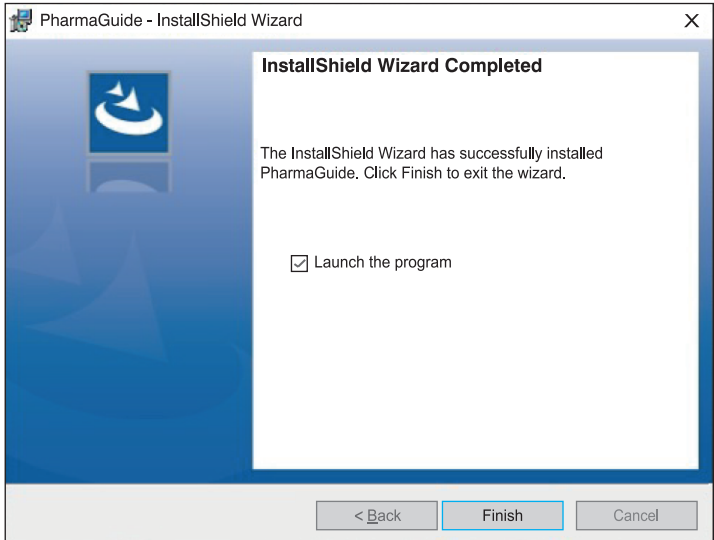 PharmaGuide - InstallShield Wizard
X
InstallShield Wizard Completed
The InstallShield Wizard has successfully installed
PharmaGuide. Click Finish to exit the wizard.
Launch the program
< Back
Finish
Cancel